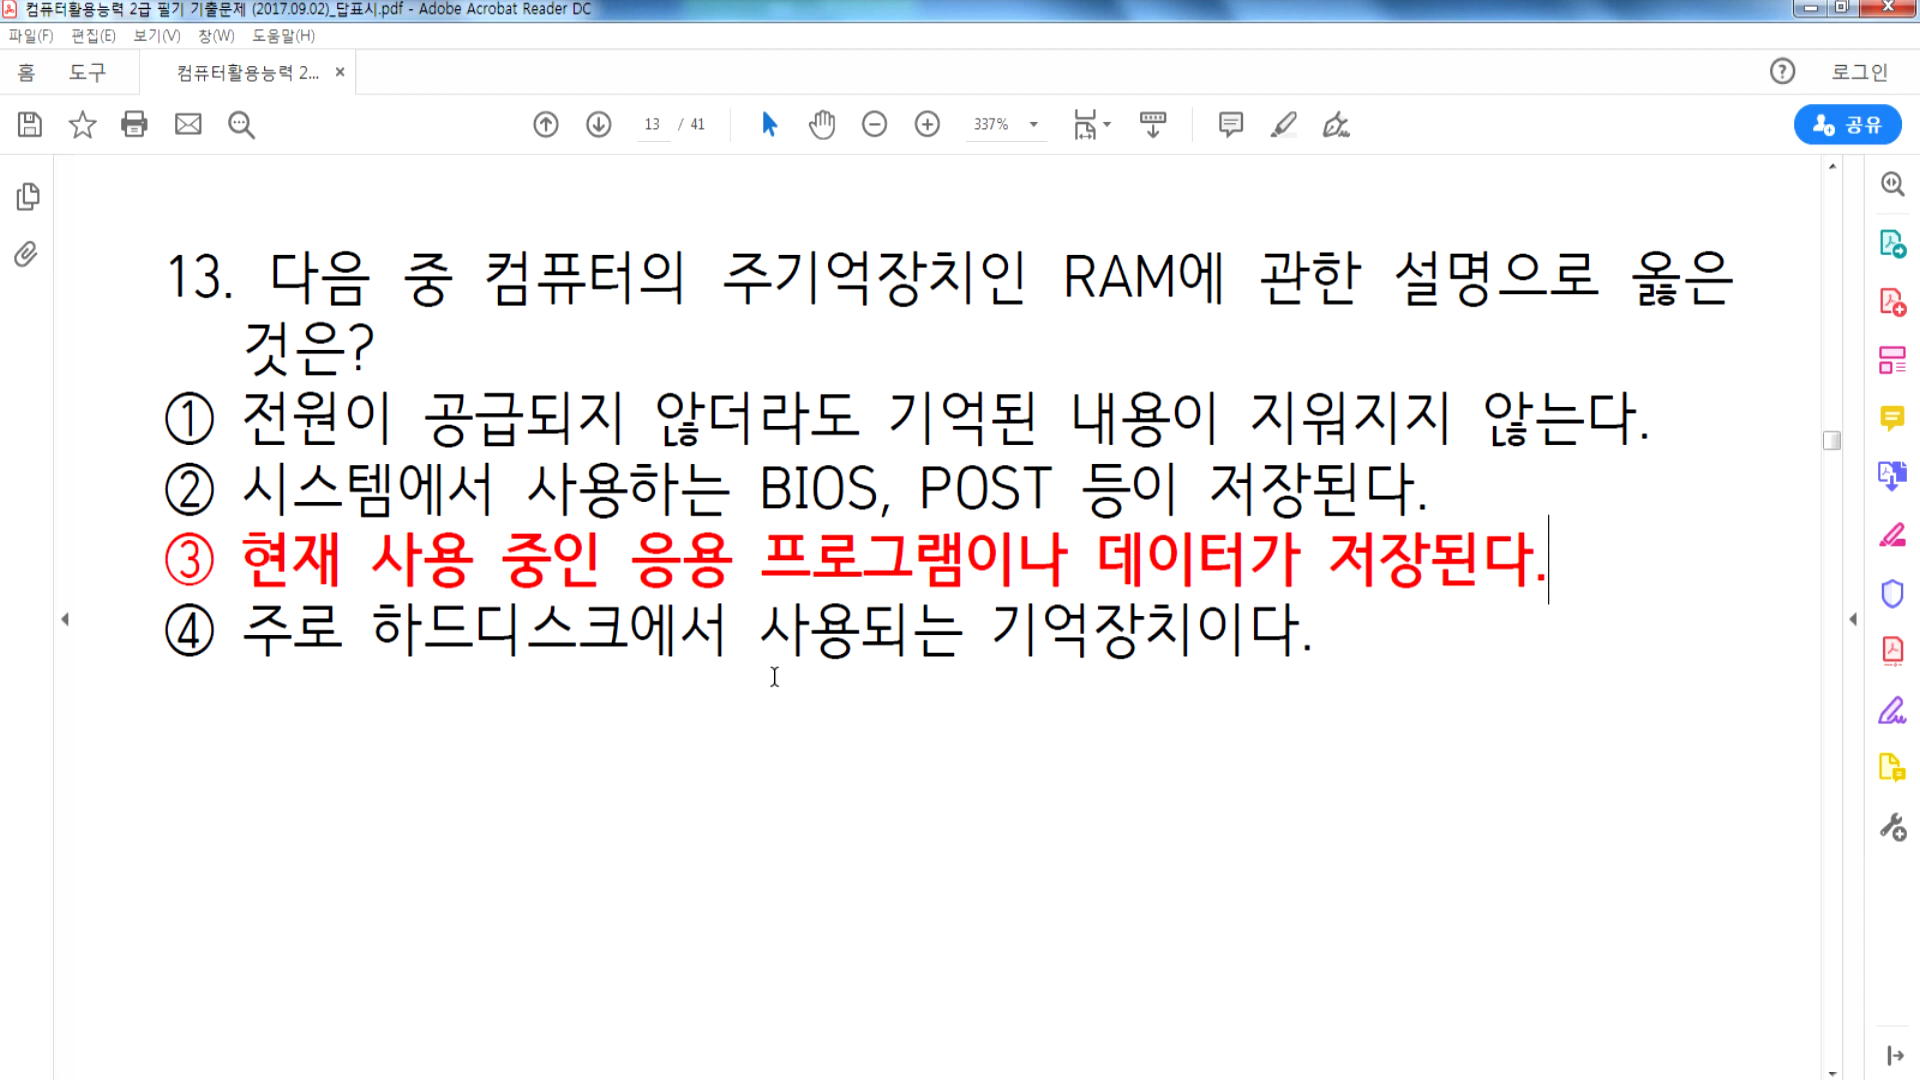 컴퓨터활용능력 2급 필기 기출문제 (2017.09.02)_답표시.pdf - Adobe Acrobat Reader DC
파일(F) 편집(E) 보기(V) 창(W) 도움말(H)
홈 도구 컴퓨터활용능력 2... × 로그인
13 / 41 337% 공유
13. 다음 중 컴퓨터의 주기억장치인 RAM에 관한 설명으로 옳은
것은?
① 전원이 공급되지 않더라도 기억된 내용이 지워지지 않는다.
② 시스템에서 사용하는 BIOS, POST 등이 저장된다.
③ 현재 사용 중인 응용 프로그램이나 데이터가 저장된다.
④ 주로 하드디스크에서 사용되는 기억장치이다.